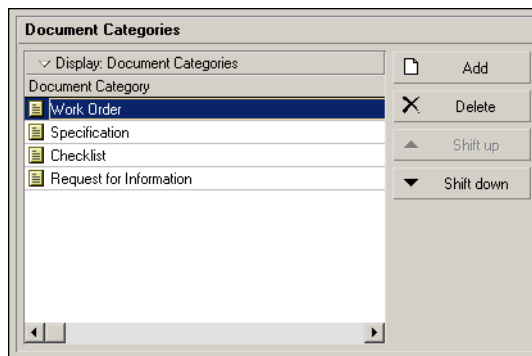 Document Categories
Display: Document Categories
Document Category
Work Order
Specification
Checklist
Request for Information
Add
Delete
Shift up
Shift down